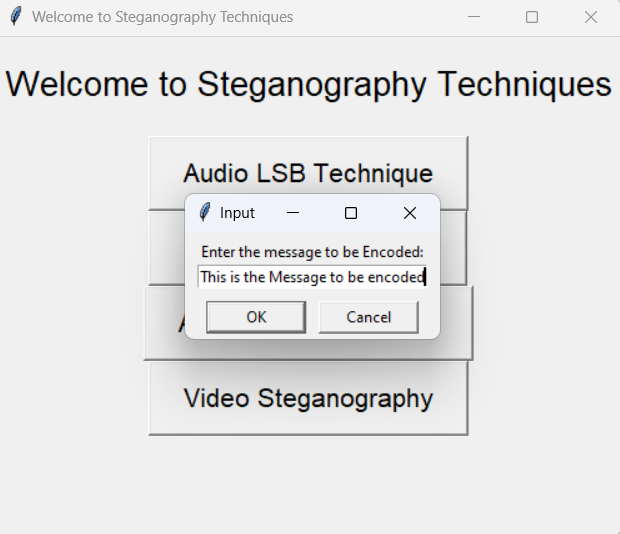 Welcome to Steganography Techniques
Welcome to Steganography Techniques
Audio LSB Technique
Input
Enter the message to be Encoded:
This is the Message to be encoded
OK
Cancel
Video Steganography